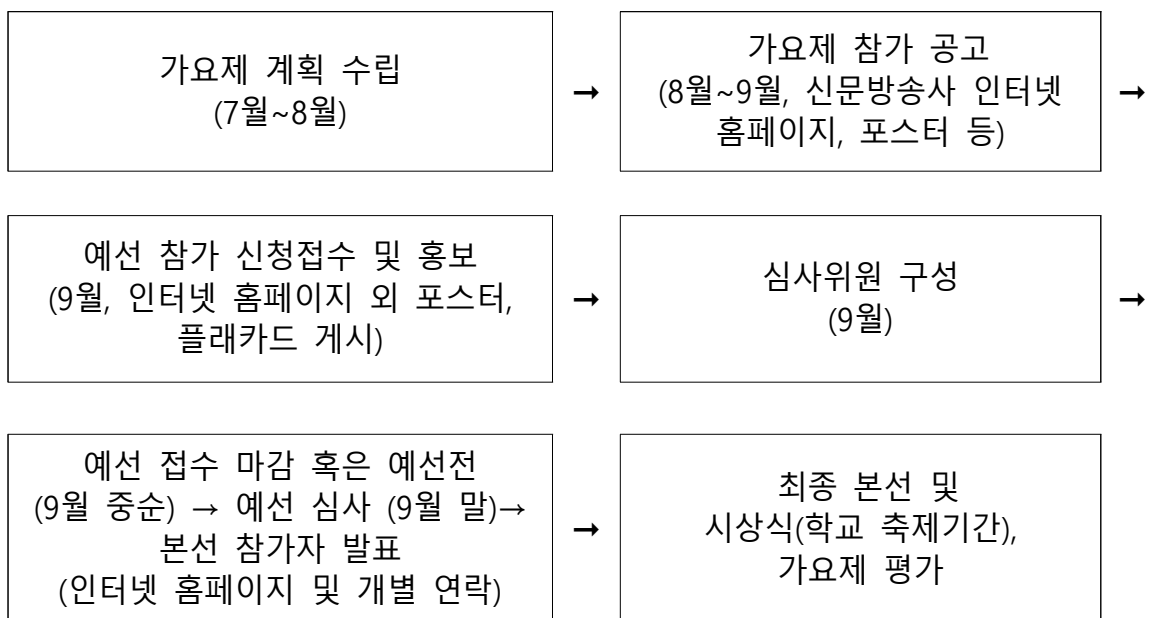 가요제 계획 수립
(7월~8월)
→
가요제 참가 공고
(8월~9월, 신문방송사 인터넷
홈페이지, 포스터 등)
→
예선 참가 신청접수 및 홍보
(9월, 인터넷 홈페이지 외 포스터,
플래카드 게시)
→
심사위원 구성
(9월)
→
예선 접수 마감 혹은 예선전
(9월 중순) → 예선 심사 (9월 말)→
본선 참가자 발표
(인터넷 홈페이지 및 개별 연락)
→
최종 본선 및
시상식(학교 축제기간),
가요제 평가